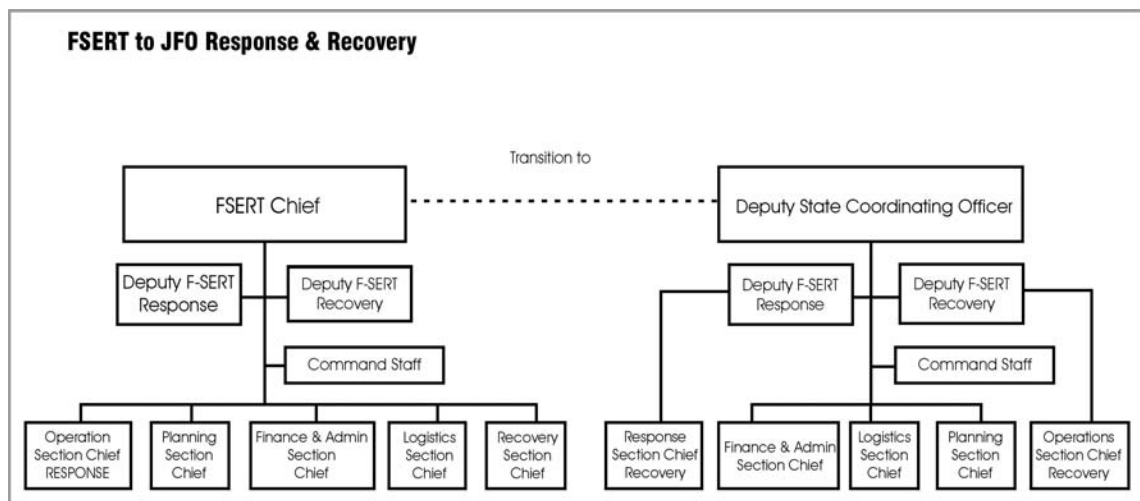 FSERT to JFO Response & Recovery
Transition to
FSERT Chief
Deputy State Coordinating Officer
Deputy F-SERT
Response
Deputy F-SERT
Recovery
Deputy F-SERT
Response
Deputy F-SERT
Recovery
Command Staff
Command Staff
Operation
Section Chief
RESPONSE
Planning
Section
Chief
Finance & Admin
Section
Chief
Logistics
Section
Chief
Recovery
Section
Chief
Response
Section Chief
Recovery
Finance & Admin
Section Chief
Logistics
Section
Chief
Planning
Section
Chief
Operations
Section Chief
Recovery